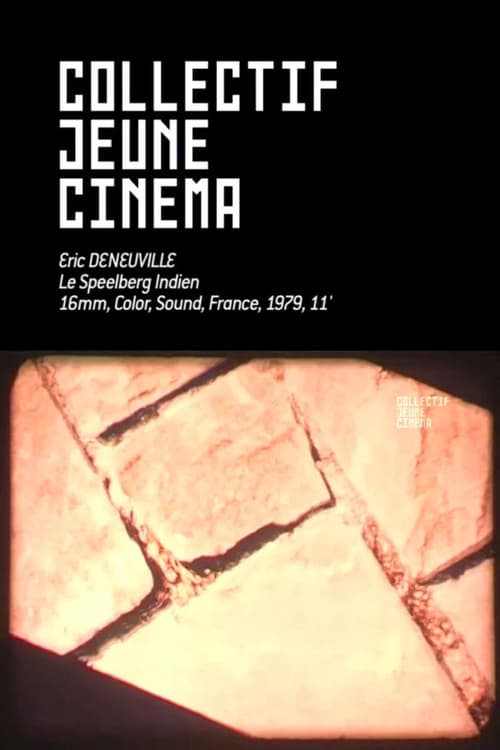 COLLECTIF
JEUNE
CINEMA
Eric DENEUVILLE
Le Speelberg Indien
16mm, Color, Sound, France, 1979, 11'
COLLECTIF
JEUNE
CINEMA